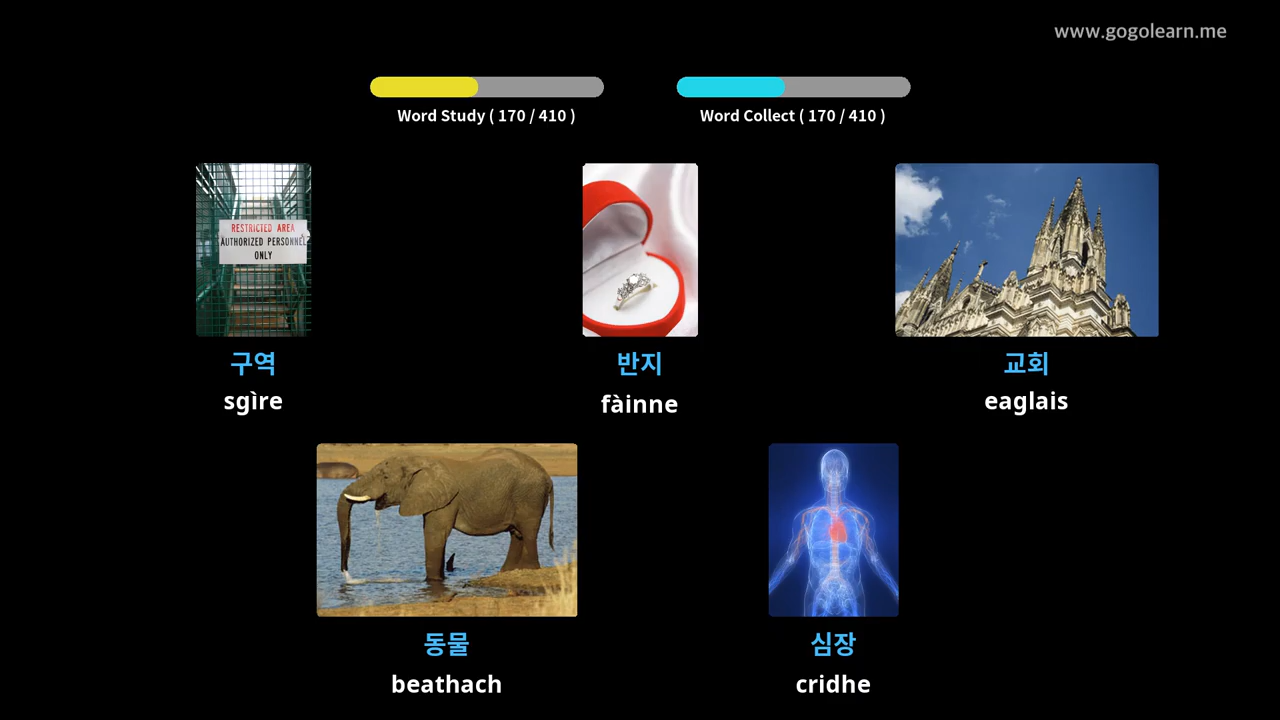 www.gogolearn.me
Word Study ( 170 / 410 )
Word Collect ( 170 / 410 )
RESTRICTED AREA
AUTHORIZED PERSONNEL
ONLY
구역
sgìre
반지
fàinne
교회
eaglais
동물
beathach
심장
cridhe